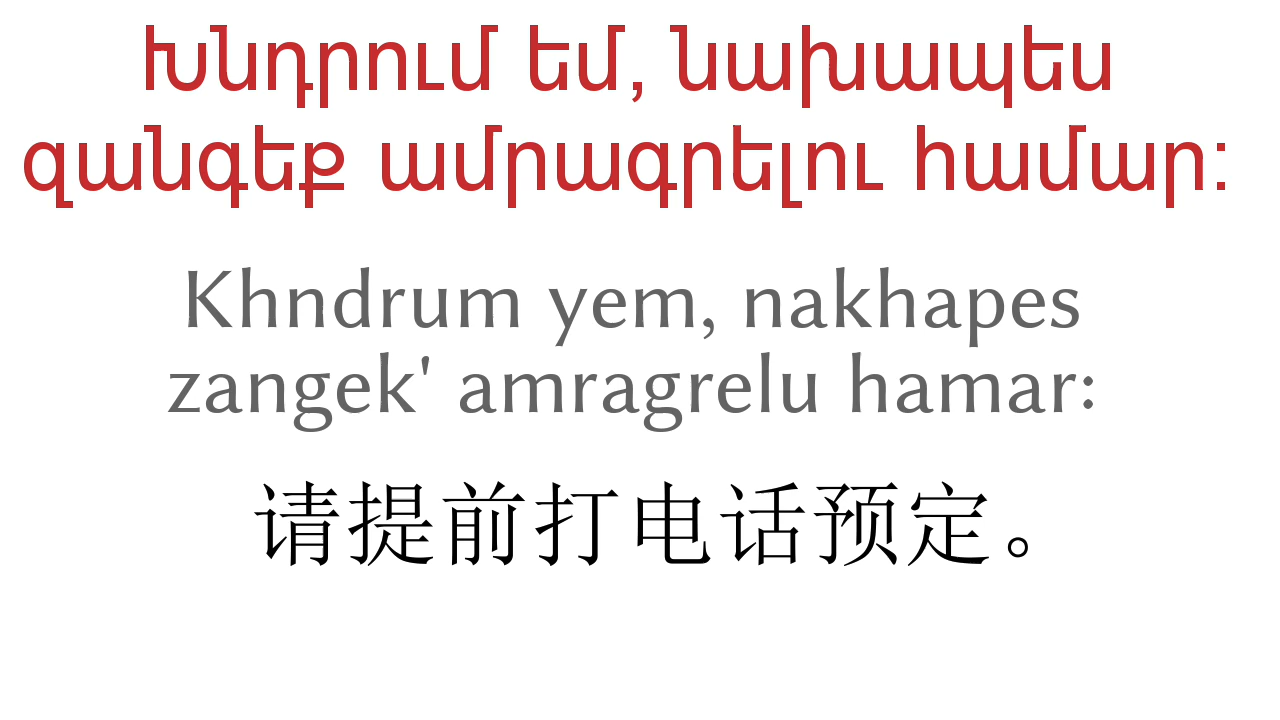 Խնդրում եմ, նախապես
զանգեք ամրագրելու համար։
Khndrum yem, nakhapes
zangek' amragrelu hamar:
请提前打电话预定。